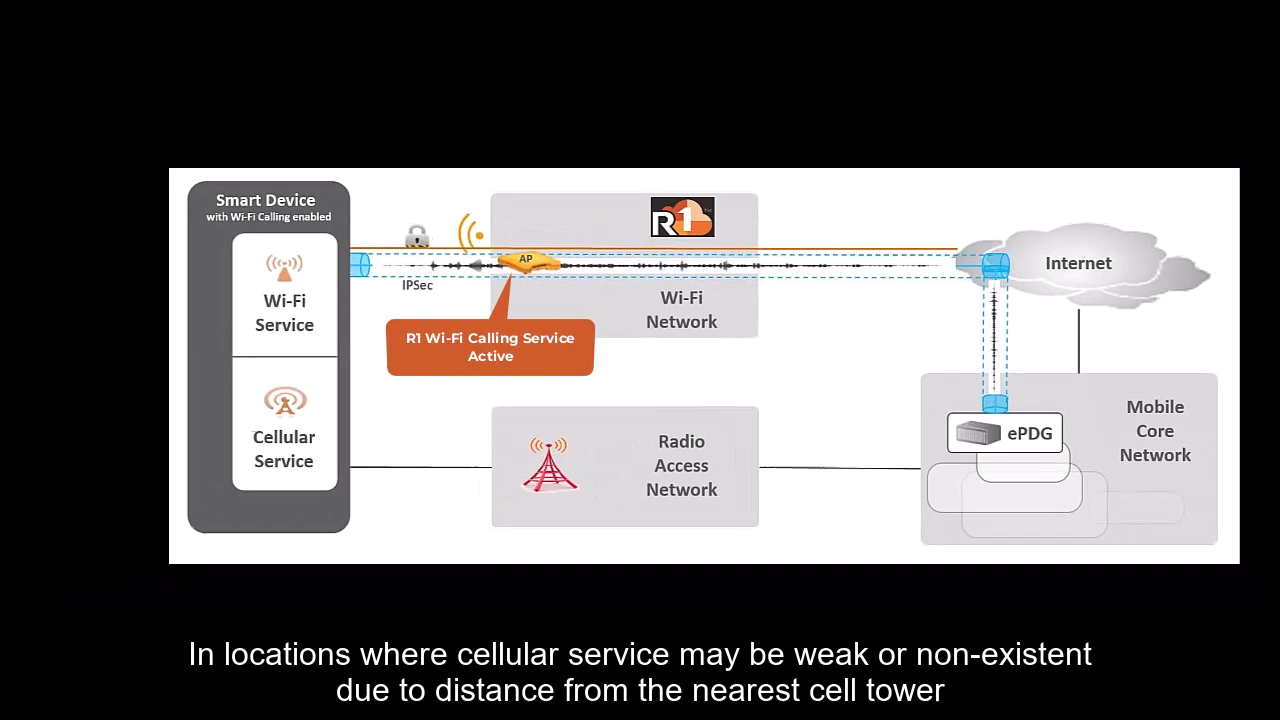 Smart Device
with Wi-Fi Calling enabled
Wi-Fi
Service
Cellular
Service
IPSec
AP
R1 Wi-Fi Calling Service
Active
R1
TM
Wi-Fi
Network
Radio
Access
Network
Internet
ePDG
Mobile
Core
Network
In locations where cellular service may be weak or non-existent
due to distance from the nearest cell tower